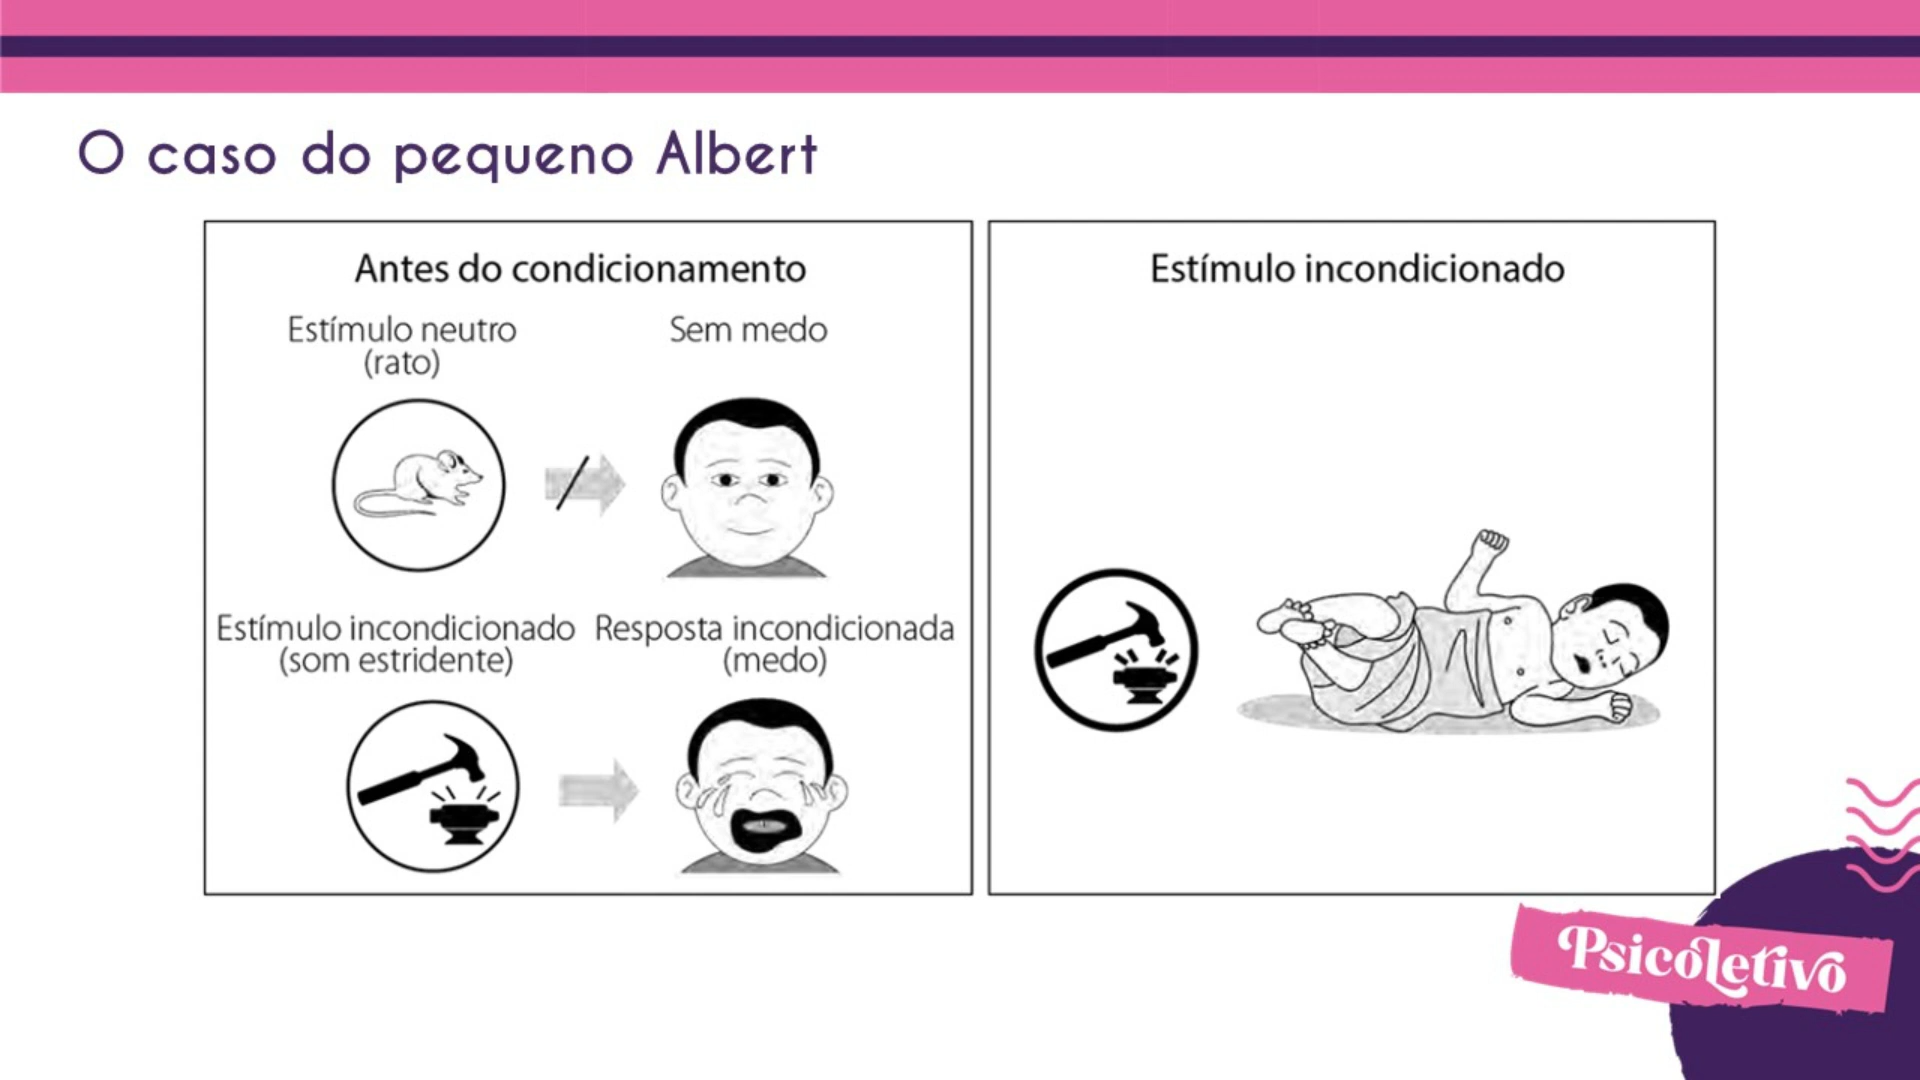 O caso do pequeno Albert
Antes do condicionamento
Estímulo neutro
(rato)
Sem medo
Estímulo incondicionado
(som estridente)
Resposta incondicionada
(medo)
Estímulo incondicionado
Psicoletivo